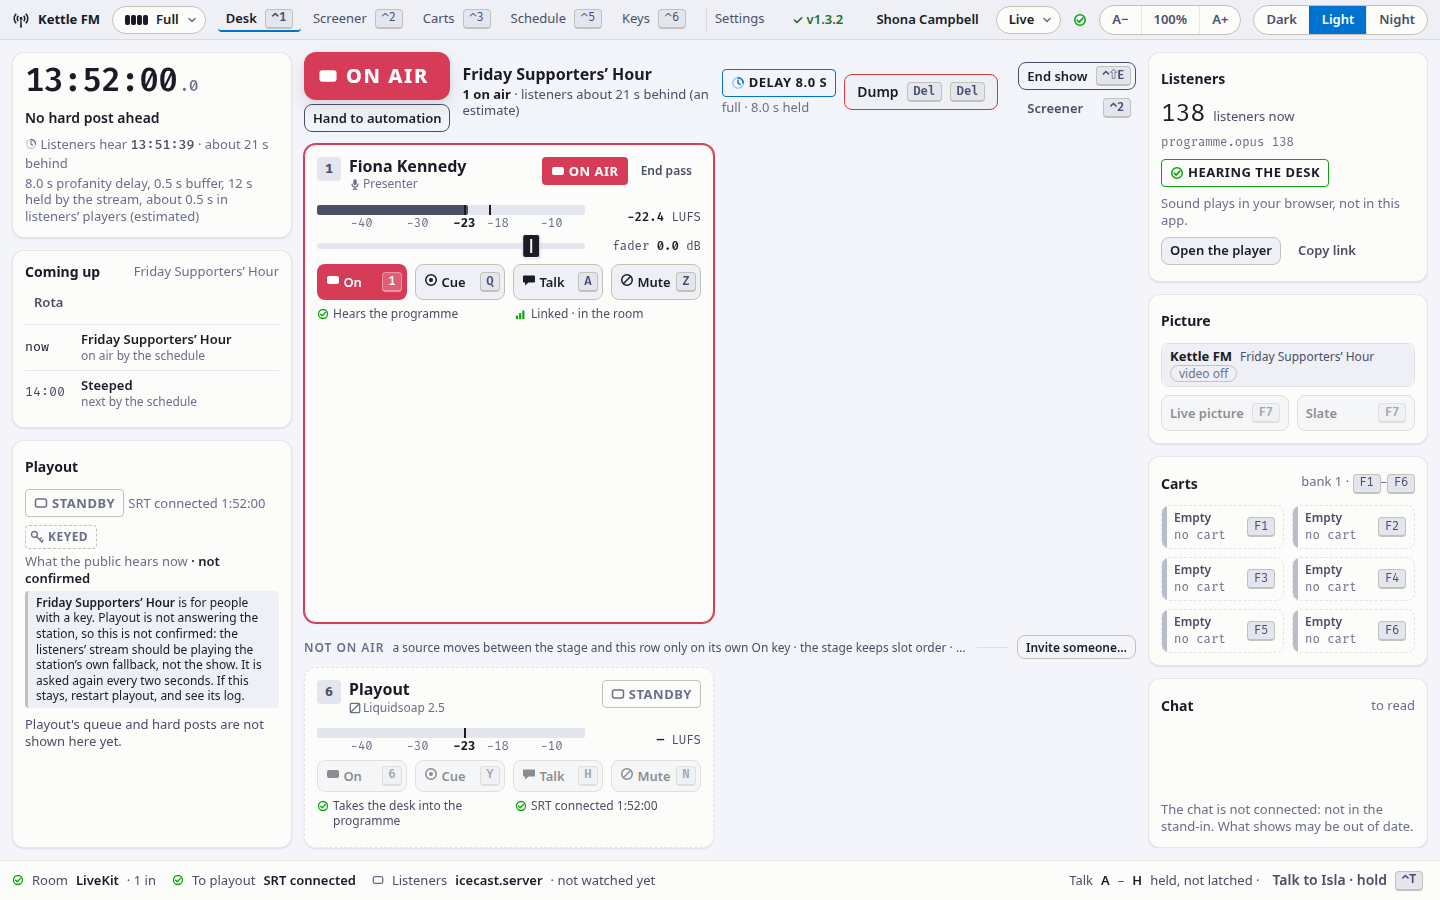 Kettle FM Full Desk ^1 Screener ^2 Carts ^3 Schedule ^5 Keys ^6 Settings v1.3.2 Shona Campbell Live A− 100% A+ Dark Light Night
13:52:00.0
No hard post ahead
Listeners hear 13:51:39 · about 21 s
behind
8.0 s profanity delay, 0.5 s buffer, 12 s
held by the stream, about 0.5 s in
listeners’ players (estimated)
Coming up Friday Supporters’ Hour
Rota
now Friday Supporters’ Hour
on air by the schedule
14:00 Steeped
next by the schedule
Playout
STANDBY SRT connected 1:52:00
KEYED
What the public hears now · not
confirmed
Friday Supporters’ Hour is for people
with a key. Playout is not answering the
station, so this is not confirmed: the
listeners’ stream should be playing the
station’s own fallback, not the show. It is
asked again every two seconds. If this
stays, restart playout, and see its log.
Playout's queue and hard posts are not
shown here yet.
ON AIR
Hand to automation
Friday Supporters’ Hour
1 on air · listeners about 21 s behind (an
estimate)
DELAY 8.0 S
full · 8.0 s held
Dump Del Del
End show ^⇧E
Screener ^2
1 Fiona Kennedy ON AIR End pass
Presenter
-40 -30 -23 -18 -10 -22.4 LUFS
fader 0.0 dB
On 1 Cue Q Talk A Mute Z
Hears the programme Linked · in the room
NOT ON AIR a source moves between the stage and this row only on its own On key · the stage keeps slot order · ... Invite someone...
6 Playout STANDBY
Liquidsoap 2.5
-40 -30 -23 -18 -10 – LUFS
On 6 Cue Y Talk H Mute N
Takes the desk into the
programme
SRT connected 1:52:00
Listeners
138 listeners now
programme.opus 138
HEARING THE DESK
Sound plays in your browser, not in this
app.
Open the player Copy link
Picture
Kettle FM Friday Supporters’ Hour
video off
Live picture F7 Slate F7
Carts bank 1 · F1–F6
Empty no cart F1 Empty no cart F2
Empty no cart F3 Empty no cart F4
Empty no cart F5 Empty no cart F6
Chat to read
The chat is not connected: not in the
stand-in. What shows may be out of date.
Room LiveKit · 1 in To playout SRT connected Listeners icecast.server · not watched yet Talk A – H held, not latched · Talk to Isla · hold ^T